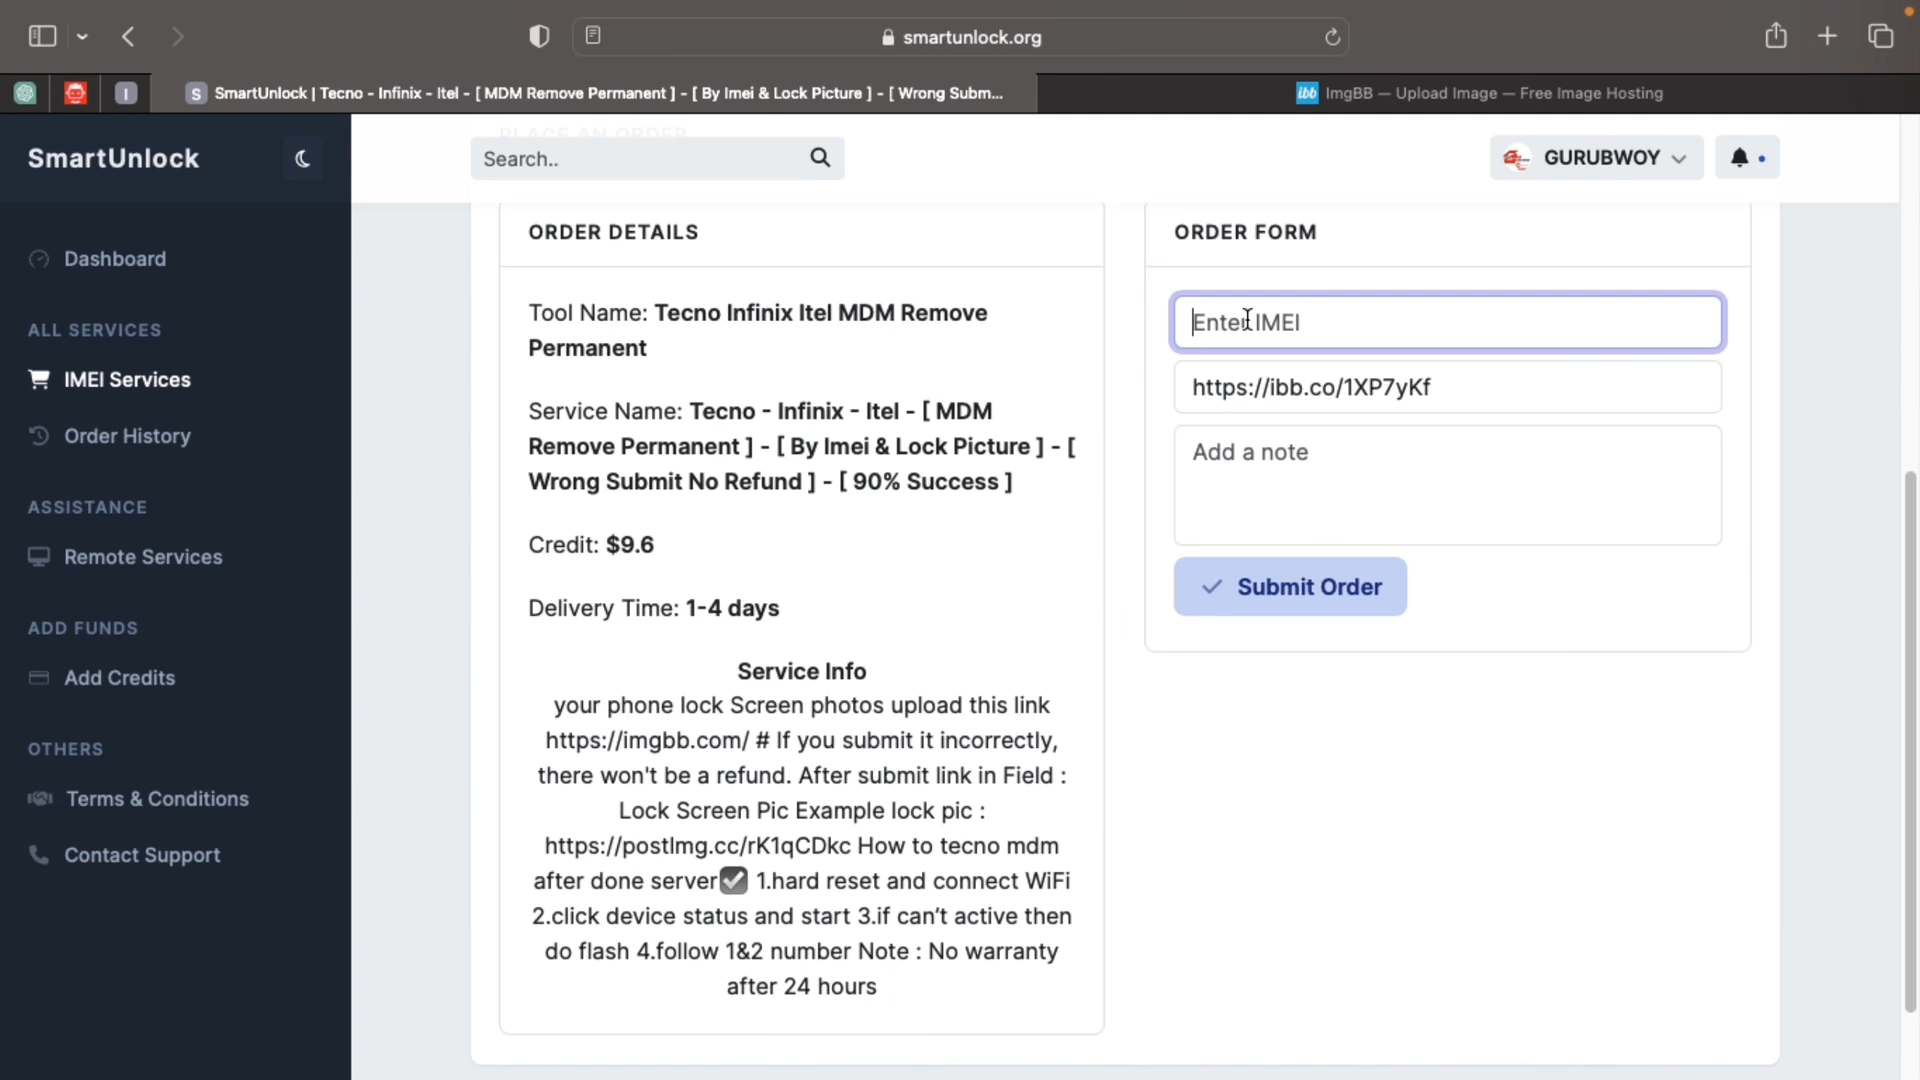 smartunlock.org
I
S SmartUnlock | Tecno - Infinix - Itel - [ MDM Remove Permanent ] - [ By Imei & Lock Picture ] - [ Wrong Subm...
ibb ImgBB — Upload Image — Free Image Hosting
SmartUnlock
PLACE AN ORDER
Search..
GURUBWOY
Dashboard
ALL SERVICES
IMEI Services
Order History
ASSISTANCE
Remote Services
ADD FUNDS
Add Credits
OTHERS
Terms & Conditions
Contact Support
ORDER DETAILS
Tool Name: Tecno Infinix Itel MDM Remove
Permanent
Service Name: Tecno - Infinix - Itel - [ MDM
Remove Permanent ] - [ By Imei & Lock Picture ] - [
Wrong Submit No Refund ] - [ 90% Success ]
Credit: $9.6
Delivery Time: 1-4 days
Service Info
your phone lock Screen photos upload this link
https://imgbb.com/ # If you submit it incorrectly,
there won't be a refund. After submit link in Field :
Lock Screen Pic Example lock pic :
https://postlmg.cc/rK1qCDkc How to tecno mdm
after done server☑️ 1.hard reset and connect WiFi
2.click device status and start 3.if can’t active then
do flash 4.follow 1&2 number Note : No warranty
after 24 hours
ORDER FORM
Enter IMEI
https://ibb.co/1XP7yKf
Add a note
Submit Order